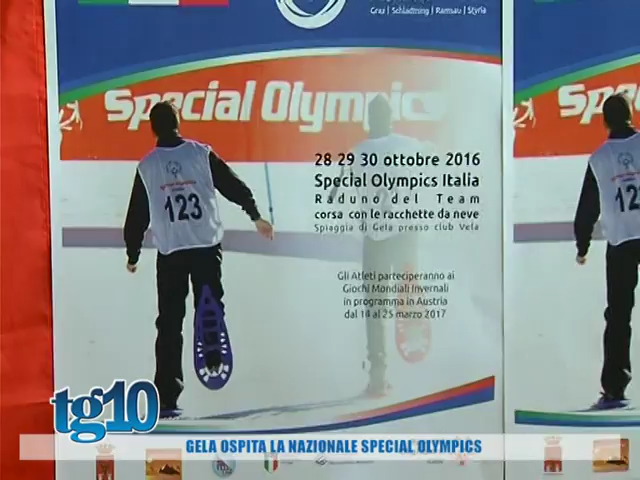 Graz | Schladming | Ramsau | Styria
Special Olympics
Sp
123
12
28 29 30 ottobre 2016
Special Olympics Italia
Raduno del Team
corsa con le racchette da neve
Spiaggia di Gela presso club Vela
Gli Atleti parteciperanno ai
Giochi Mondiali Invernali
in programma in Austria
dal 14 al 25 marzo 2017
tg10
GELA OSPITA LA NAZIONALE SPECIAL OLYMPICS